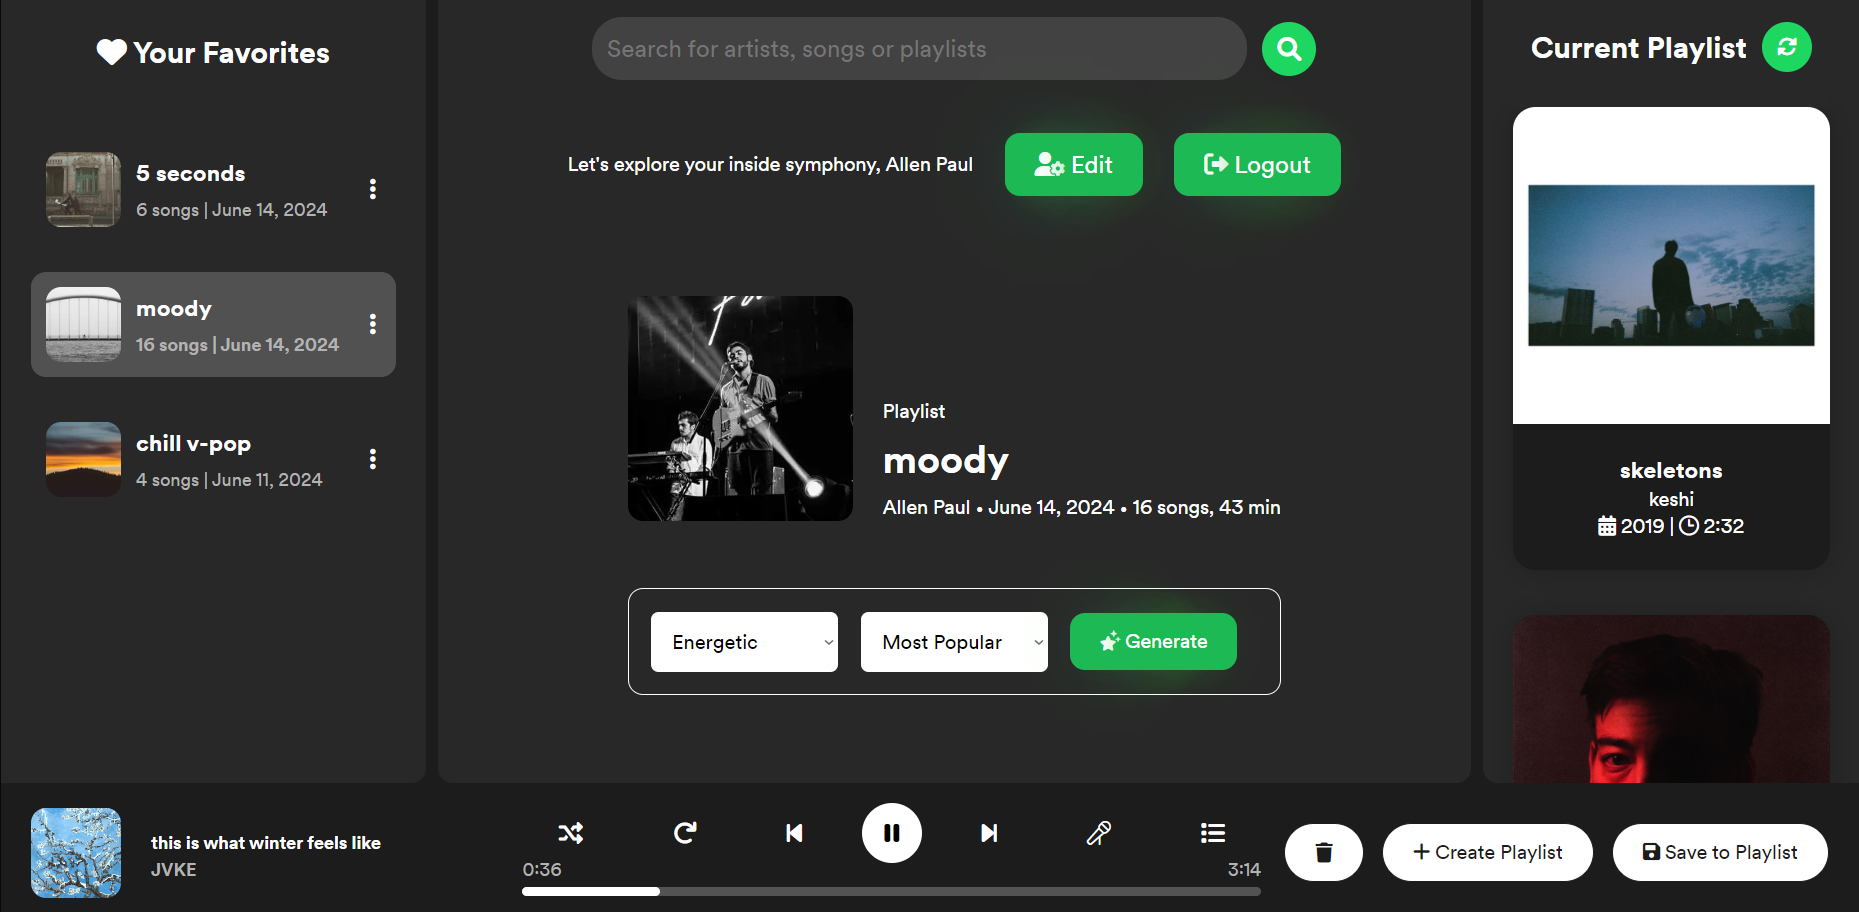 Your Favorites
5 seconds
6 songs | June 14, 2024
moody
16 songs | June 14, 2024
chill v-pop
4 songs | June 11, 2024
Search for artists, songs or playlists
Let's explore your inside symphony, Allen Paul
Edit
Logout
Playlist
moody
Allen Paul • June 14, 2024 • 16 songs, 43 min
Energetic
Most Popular
Generate
Current Playlist
skeletons
keshi
2019 | 2:32
this is what winter feels like
JVKE
0:36
3:14
+ Create Playlist
Save to Playlist